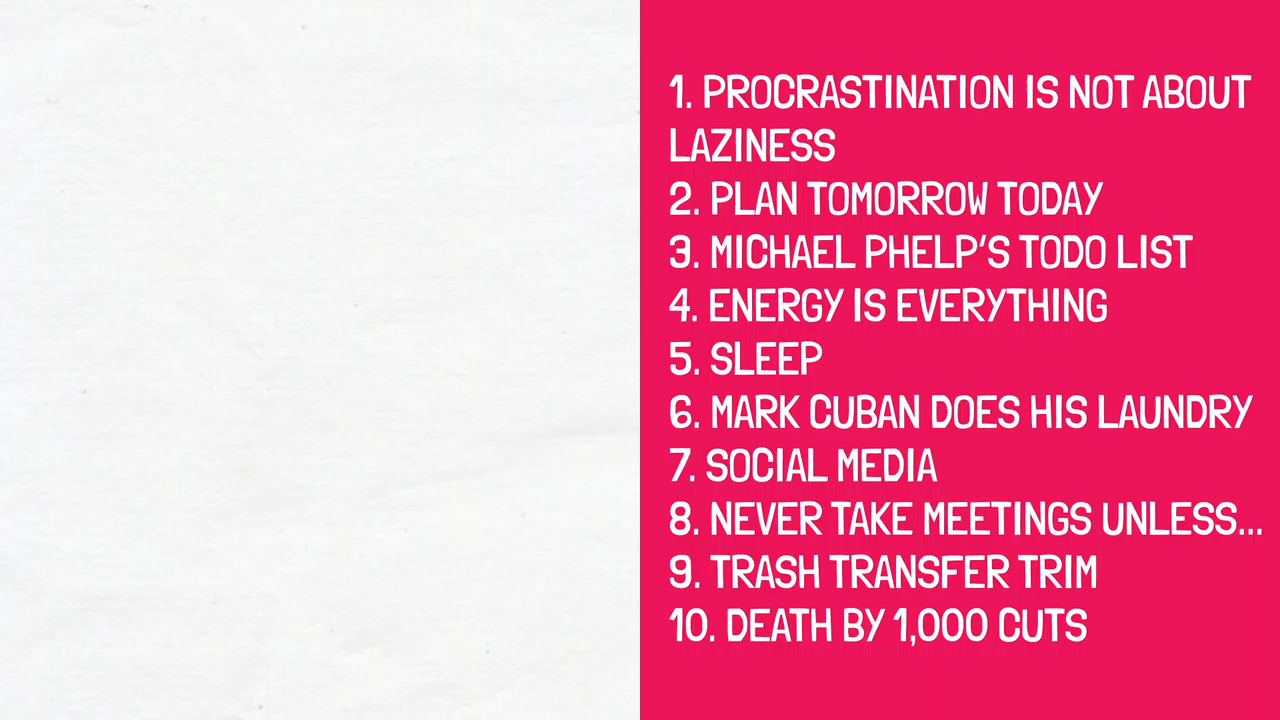 1. PROCRASTINATION IS NOT ABOUT
LAZINESS
2. PLAN TOMORROW TODAY
3. MICHAEL PHELP'S TODO LIST
4. ENERGY IS EVERYTHING
5. SLEEP
6. MARK CUBAN DOES HIS LAUNDRY
7. SOCIAL MEDIA
8. NEVER TAKE MEETINGS UNLESS...
9. TRASH TRANSFER TRIM
10. DEATH BY 1,000 CUTS